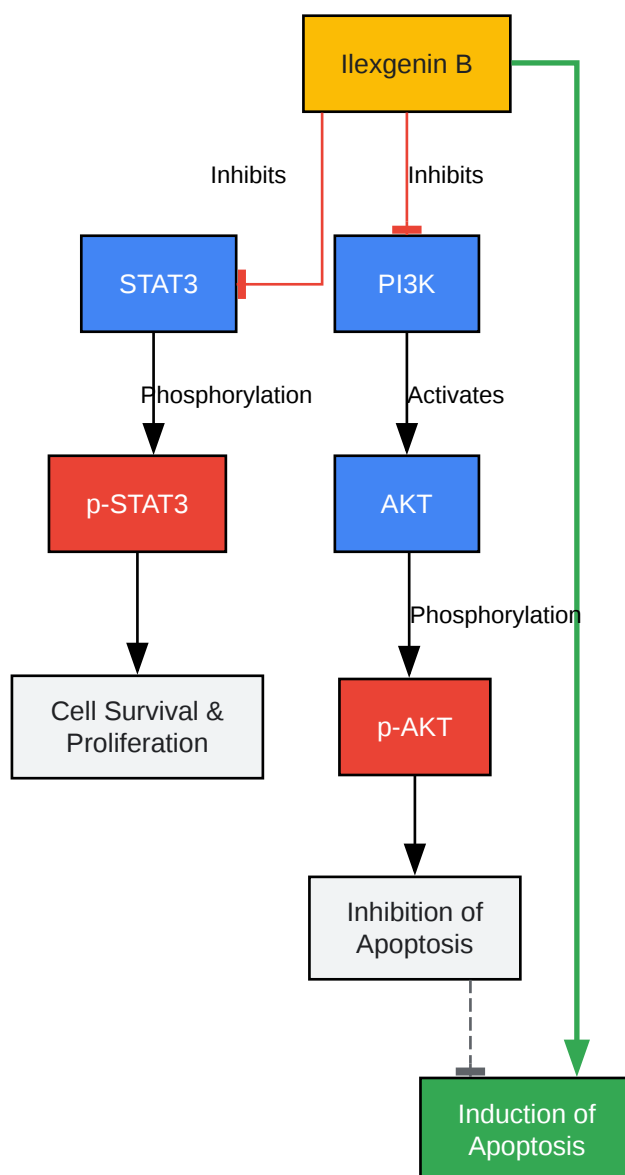 Ilexgenin B
Inhibits
Inhibits
STAT3
PI3K
Phosphorylation
Activates
p-STAT3
AKT
Phosphorylation
Cell Survival &
Proliferation
p-AKT
Inhibition of
Apoptosis
Induction of
Apoptosis